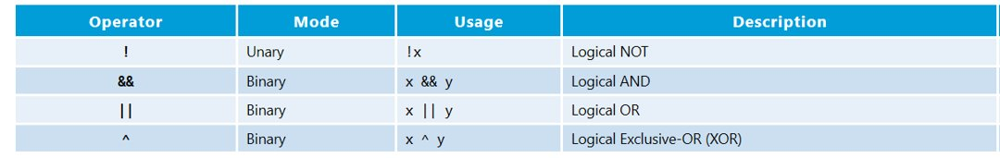 Operator Mode Usage Description
! Unary !x Logical NOT
&& Binary x && y Logical AND
|| Binary x || y Logical OR
^ Binary x ^ y Logical Exclusive-OR (XOR)